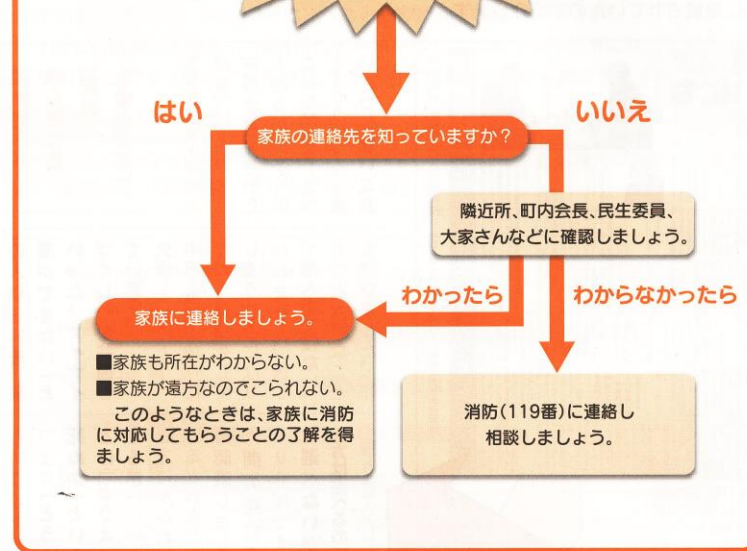 はい
いいえ
家族の連絡先を知っていますか？
隣近所、町内会長、民生委員、
大家さんなどに確認しましょう。
わかったら
わからなかったら
家族に連絡しましょう。
■家族も所在がわからない。
■家族が遠方なのでこられない。
このようなときは、家族に消防
に対応してもらうことの了解を得
ましょう。
消防(119番)に連絡し
相談しましょう。